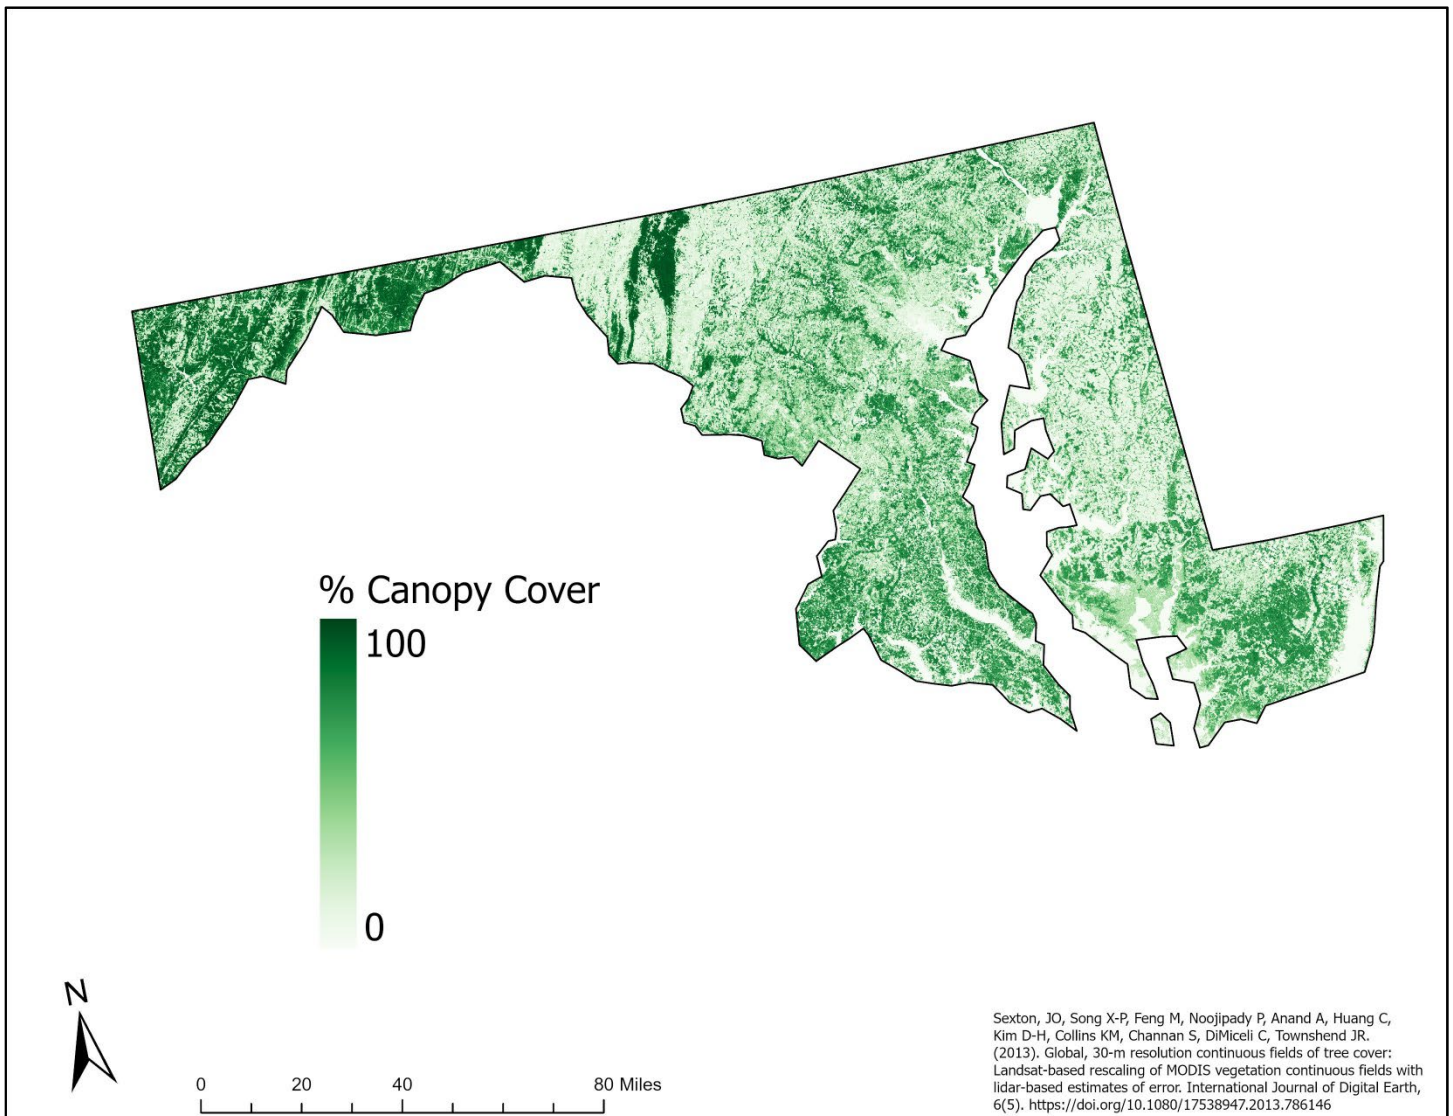 % Canopy Cover
100
0
N
0 20 40 80 Miles
Sexton, JO, Song X-P, Feng M, Noojipady P, Anand A, Huang C,
Kim D-H, Collins KM, Channan S, DiMiceli C, Townshend JR.
(2013). Global, 30-m resolution continuous fields of tree cover:
Landsat-based rescaling of MODIS vegetation continuous fields with
lidar-based estimates of error. International Journal of Digital Earth,
6(5). https://doi.org/10.1080/17538947.2013.786146